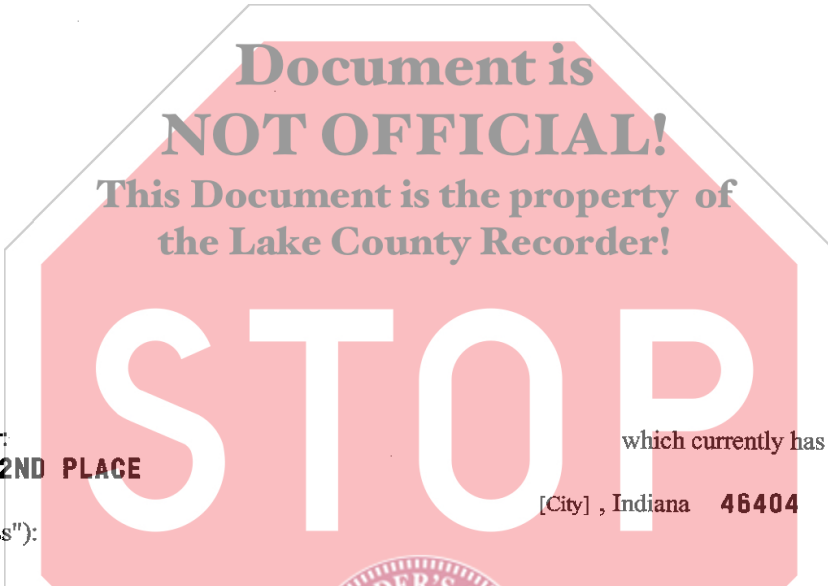 Document is
NOT OFFICIAL!
This Document is the property of
the Lake County Recorder!
STOP
which currently has
2ND PLACE
[City] , Indiana 46404
s"):
DER'S